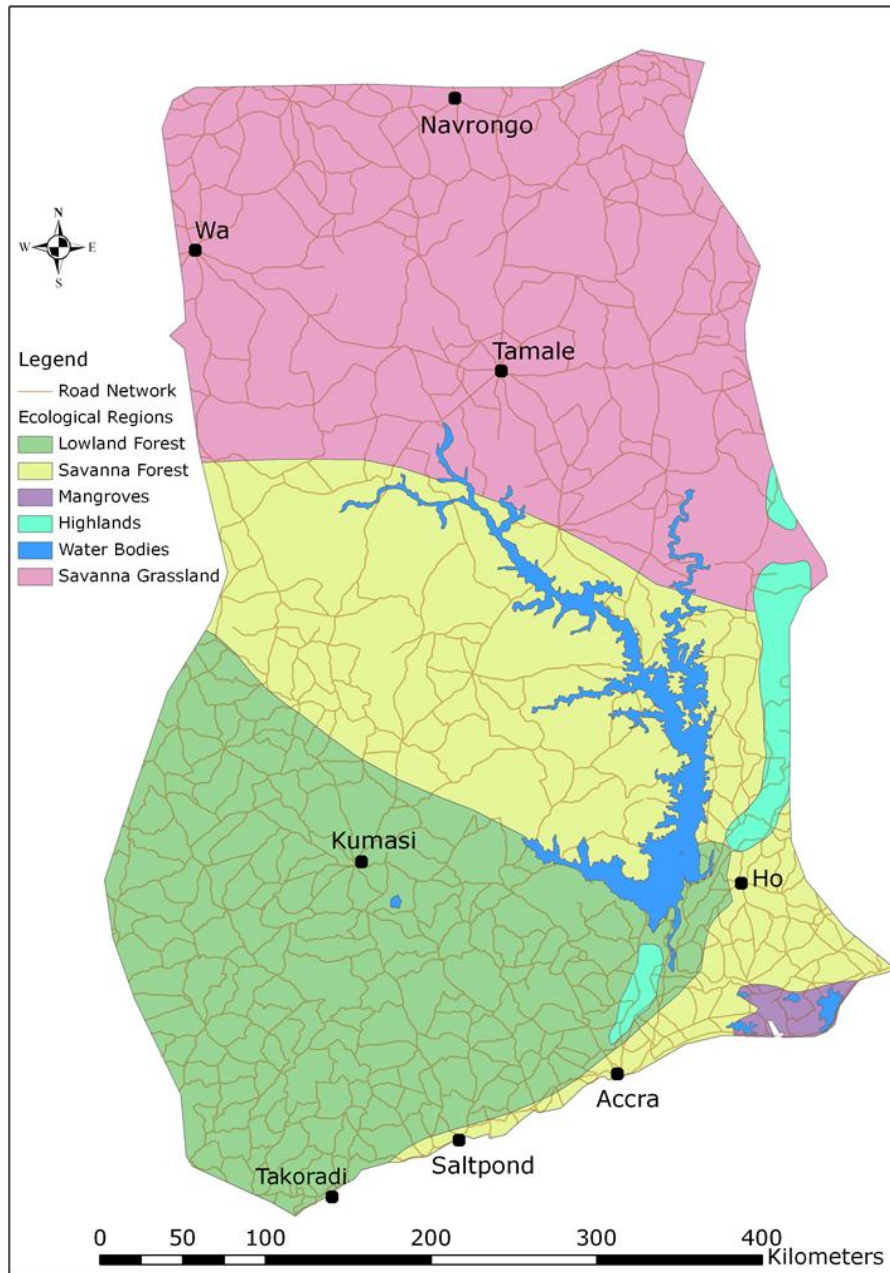 Navrongo
Wa
N
W E
S
Tamale
Legend
Road Network
Ecological Regions
Lowland Forest
Savanna Forest
Mangroves
Highlands
Water Bodies
Savanna Grassland
Kumasi
Ho
Accra
Saltpond
Takoradi
0 50 100 200 300 400
Kilometers